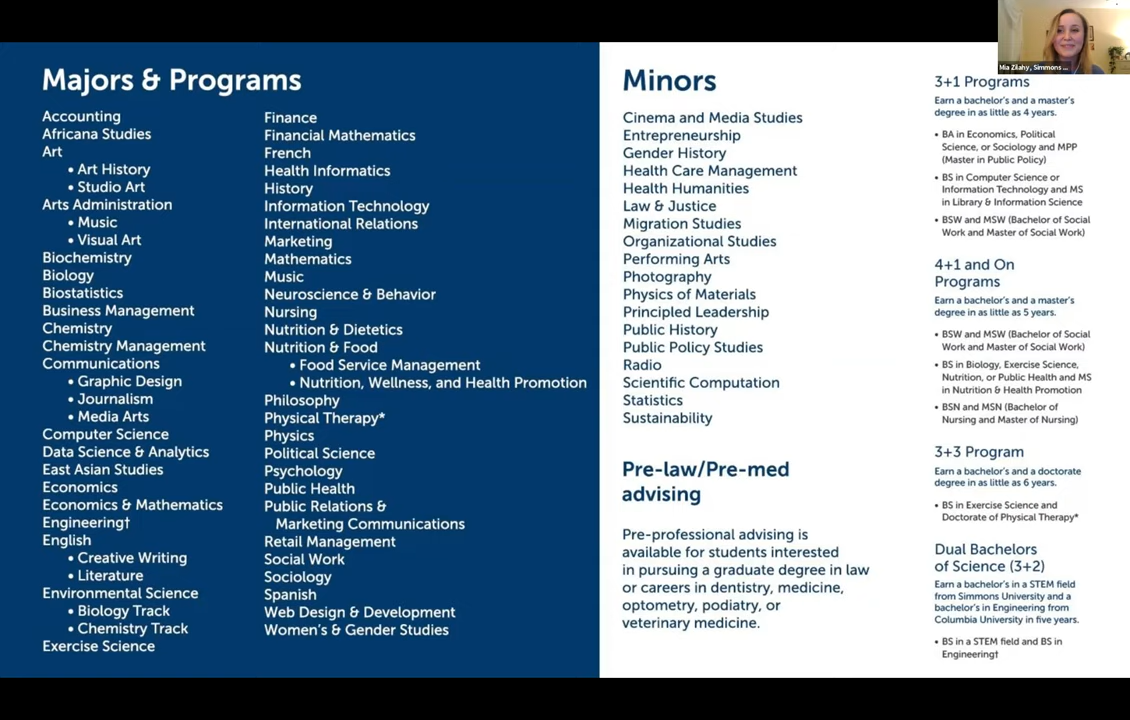 Majors & Programs
Accounting
Africana Studies
Art
• Art History
• Studio Art
Arts Administration
• Music
• Visual Art
Biochemistry
Biology
Biostatistics
Business Management
Chemistry
Chemistry Management
Communications
• Graphic Design
• Journalism
• Media Arts
Computer Science
Data Science & Analytics
East Asian Studies
Economics
Economics & Mathematics
Engineering†
English
• Creative Writing
• Literature
Environmental Science
• Biology Track
• Chemistry Track
Exercise Science
Finance
Financial Mathematics
French
Health Informatics
History
Information Technology
International Relations
Marketing
Mathematics
Music
Neuroscience & Behavior
Nursing
Nutrition & Dietetics
Nutrition & Food
• Food Service Management
• Nutrition, Wellness, and Health Promotion
Philosophy
Physical Therapy*
Physics
Political Science
Psychology
Public Health
Public Relations &
Marketing Communications
Retail Management
Social Work
Sociology
Spanish
Web Design & Development
Women's & Gender Studies
Minors
Cinema and Media Studies
Entrepreneurship
Gender History
Health Care Management
Health Humanities
Law & Justice
Migration Studies
Organizational Studies
Performing Arts
Photography
Physics of Materials
Principled Leadership
Public History
Public Policy Studies
Radio
Scientific Computation
Statistics
Sustainability
Pre-law/Pre-med
advising
Pre-professional advising is
available for students interested
in pursuing a graduate degree in law
or careers in dentistry, medicine,
optometry, podiatry, or
veterinary medicine.
Mia Zilahy, Simmons ...
3+1 Programs
Earn a bachelor's and a master's
degree in as little as 4 years.
• BA in Economics, Political
Science, or Sociology and MPP
(Master in Public Policy)
• BS in Computer Science or
Information Technology and MS
in Library & Information Science
• BSW and MSW (Bachelor of Social
Work and Master of Social Work)
4+1 and On
Programs
Earn a bachelor's and a master's
degree in as little as 5 years.
• BSW and MSW (Bachelor of Social
Work and Master of Social Work)
• BS in Biology, Exercise Science,
Nutrition, or Public Health and MS
in Nutrition & Health Promotion
• BSN and MSN (Bachelor of
Nursing and Master of Nursing)
3+3 Program
Earn a bachelor's and a doctorate
degree in as little as 6 years.
• BS in Exercise Science and
Doctorate of Physical Therapy*
Dual Bachelors
of Science (3+2)
Earn a bachelor's in a STEM field
from Simmons University and a
bachelor's in Engineering from
Columbia University in five years.
• BS in a STEM field and BS in
Engineering†